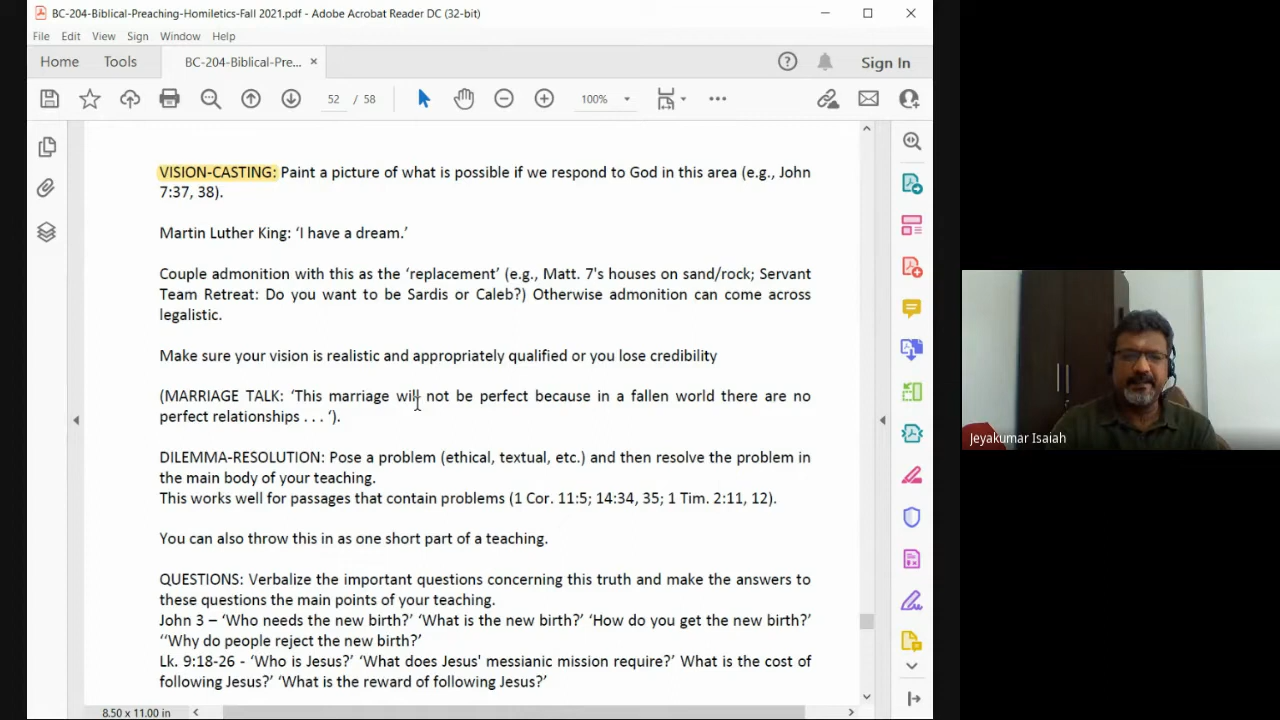 BC-204-Biblical-Preaching-Homiletics-Fall 2021.pdf - Adobe Acrobat Reader DC (32-bit)
File Edit View Sign Window Help
Home Tools BC-204-Biblical-Pre... × Sign In
52 / 58 100%
VISION-CASTING: Paint a picture of what is possible if we respond to God in this area (e.g., John
7:37, 38).
Martin Luther King: ‘I have a dream.’
Couple admonition with this as the ‘replacement’ (e.g., Matt. 7's houses on sand/rock; Servant
Team Retreat: Do you want to be Sardis or Caleb?) Otherwise admonition can come across
legalistic.
Make sure your vision is realistic and appropriately qualified or you lose credibility
(MARRIAGE TALK: ‘This marriage will not be perfect because in a fallen world there are no
perfect relationships . . . ‘).
DILEMMA-RESOLUTION: Pose a problem (ethical, textual, etc.) and then resolve the problem in
the main body of your teaching.
This works well for passages that contain problems (1 Cor. 11:5; 14:34, 35; 1 Tim. 2:11, 12).
You can also throw this in as one short part of a teaching.
QUESTIONS: Verbalize the important questions concerning this truth and make the answers to
these questions the main points of your teaching.
John 3 – ‘Who needs the new birth?’ ‘What is the new birth?’ ‘How do you get the new birth?’
‘‘Why do people reject the new birth?’
Lk. 9:18-26 - ‘Who is Jesus?’ ‘What does Jesus' messianic mission require?’ What is the cost of
following Jesus?’ ‘What is the reward of following Jesus?’
8.50 x 11.00 in
Jeyakumar Isaiah